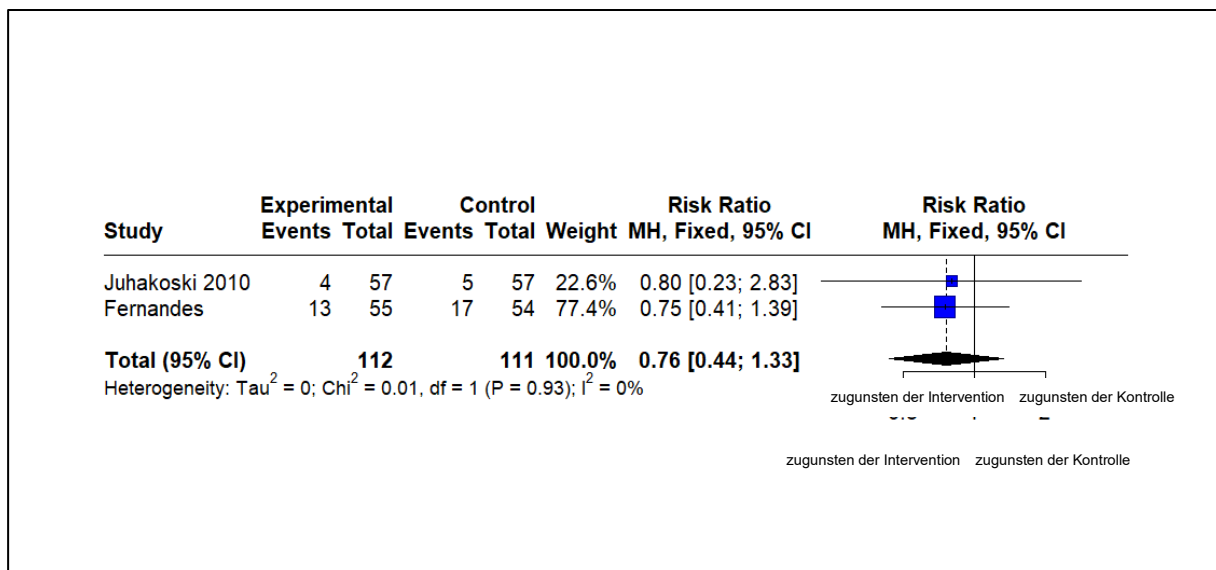 Experimental Control Risk Ratio Risk Ratio
Study Events Total Events Total Weight MH, Fixed, 95% CI MH, Fixed, 95% CI
Juhakoski 2010 4 57 5 57 22.6% 0.80 [0.23; 2.83]
Fernandes 13 55 17 54 77.4% 0.75 [0.41; 1.39]
Total (95% CI) 112 111 100.0% 0.76 [0.44; 1.33]
Heterogeneity: Tau² = 0; Chi² = 0.01, df = 1 (P = 0.93); I² = 0%
zugunsten der Intervention zugunsten der Kontrolle
zugunsten der Intervention zugunsten der Kontrolle